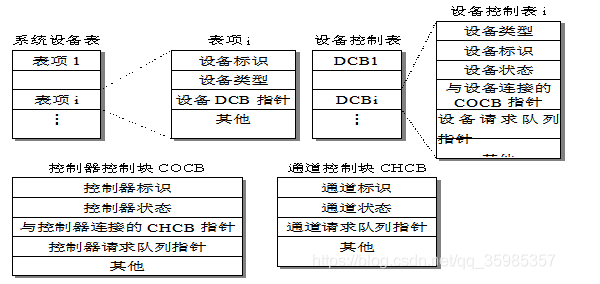 系统设备表
表项 1
表项 i
⋮
表项 i
设备标识
设备类型
设备 DCB 指针
其他
设备控制表
DCB1
DCBi
⋮
设备控制表 i
设备类型
设备标识
设备状态
与设备连接的
COCB 指针
设备请求队列
指针
其他
控制器控制块 COCB
控制器标识
控制器状态
与控制器连接的 CHCB 指针
控制器请求队列指针
其他
通道控制块 CHCB
通道标识
通道状态
通道请求队列指针
其他
https://blog.csdn.net/qq_35985357